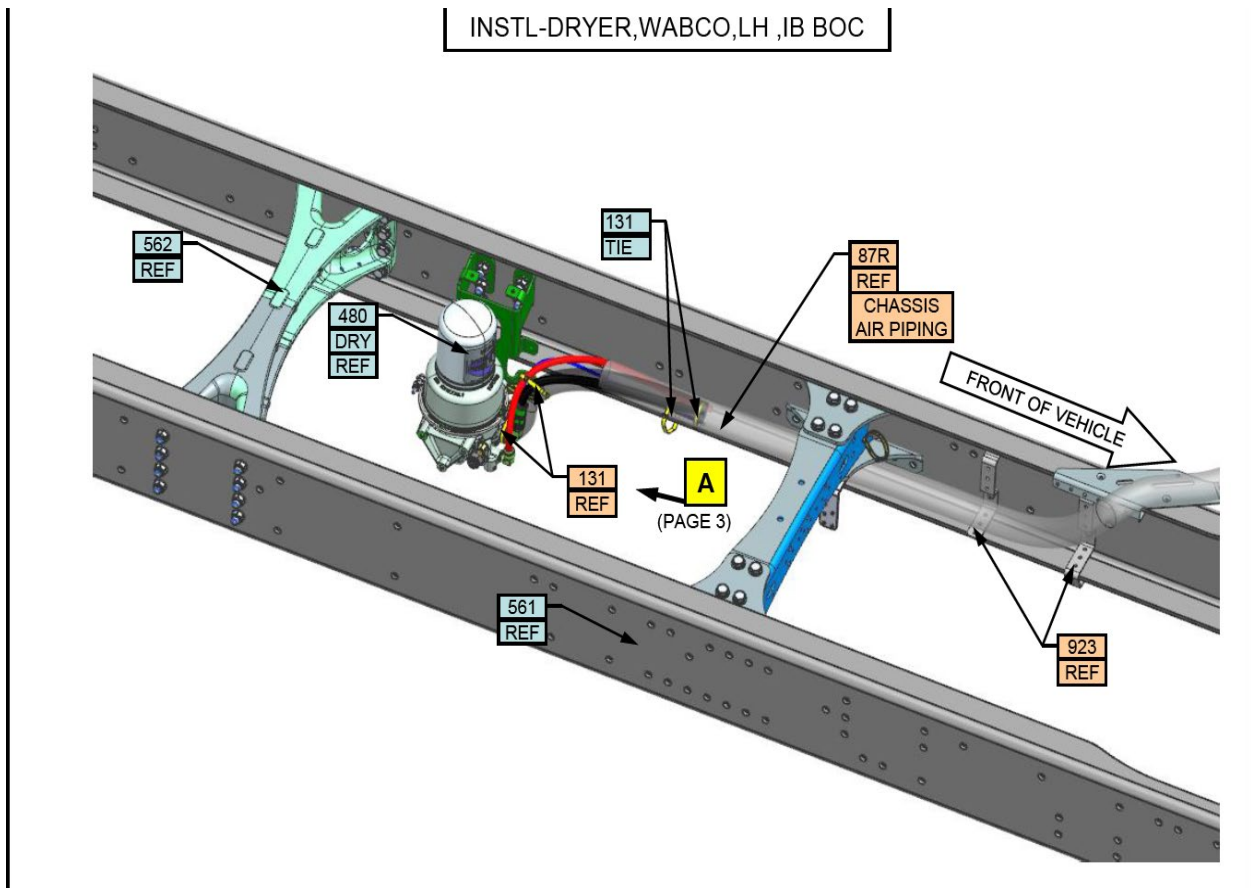 INSTL-DRYER,WABCO,LH ,IB BOC
562
REF
480
DRY
REF
131
TIE
87R
REF
CHASSIS
AIR PIPING
FRONT OF VEHICLE
131
REF
A
(PAGE 3)
561
REF
923
REF